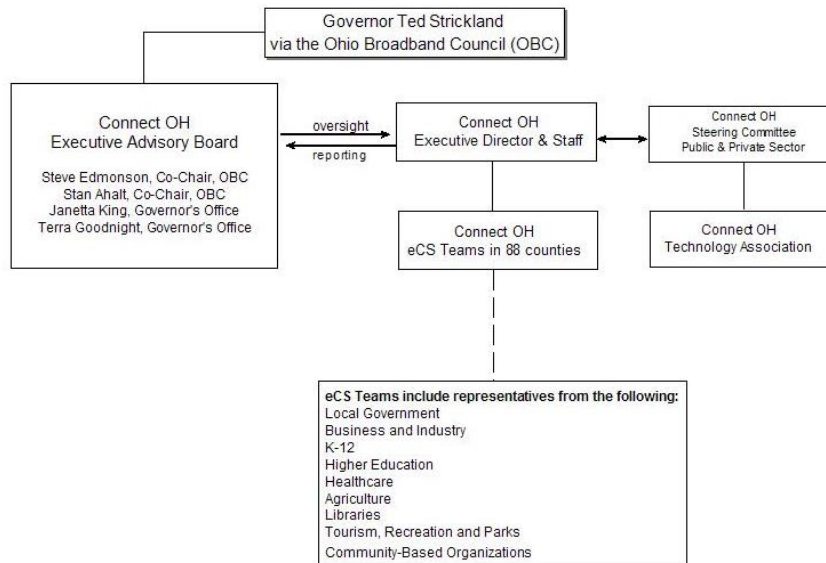 Governor Ted Strickland
via the Ohio Broadband Council (OBC)
Connect OH
Executive Advisory Board
Steve Edmonson, Co-Chair, OBC
Stan Ahalt, Co-Chair, OBC
Janetta King, Governor's Office
Terra Goodnight, Governor's Office
oversight
reporting
Connect OH
Executive Director & Staff
Connect OH
Steering Committee
Public & Private Sector
Connect OH
eCS Teams in 88 counties
Connect OH
Technology Association
eCS Teams include representatives from the following:
Local Government
Business and Industry
K-12
Higher Education
Healthcare
Agriculture
Libraries
Tourism, Recreation and Parks
Community-Based Organizations